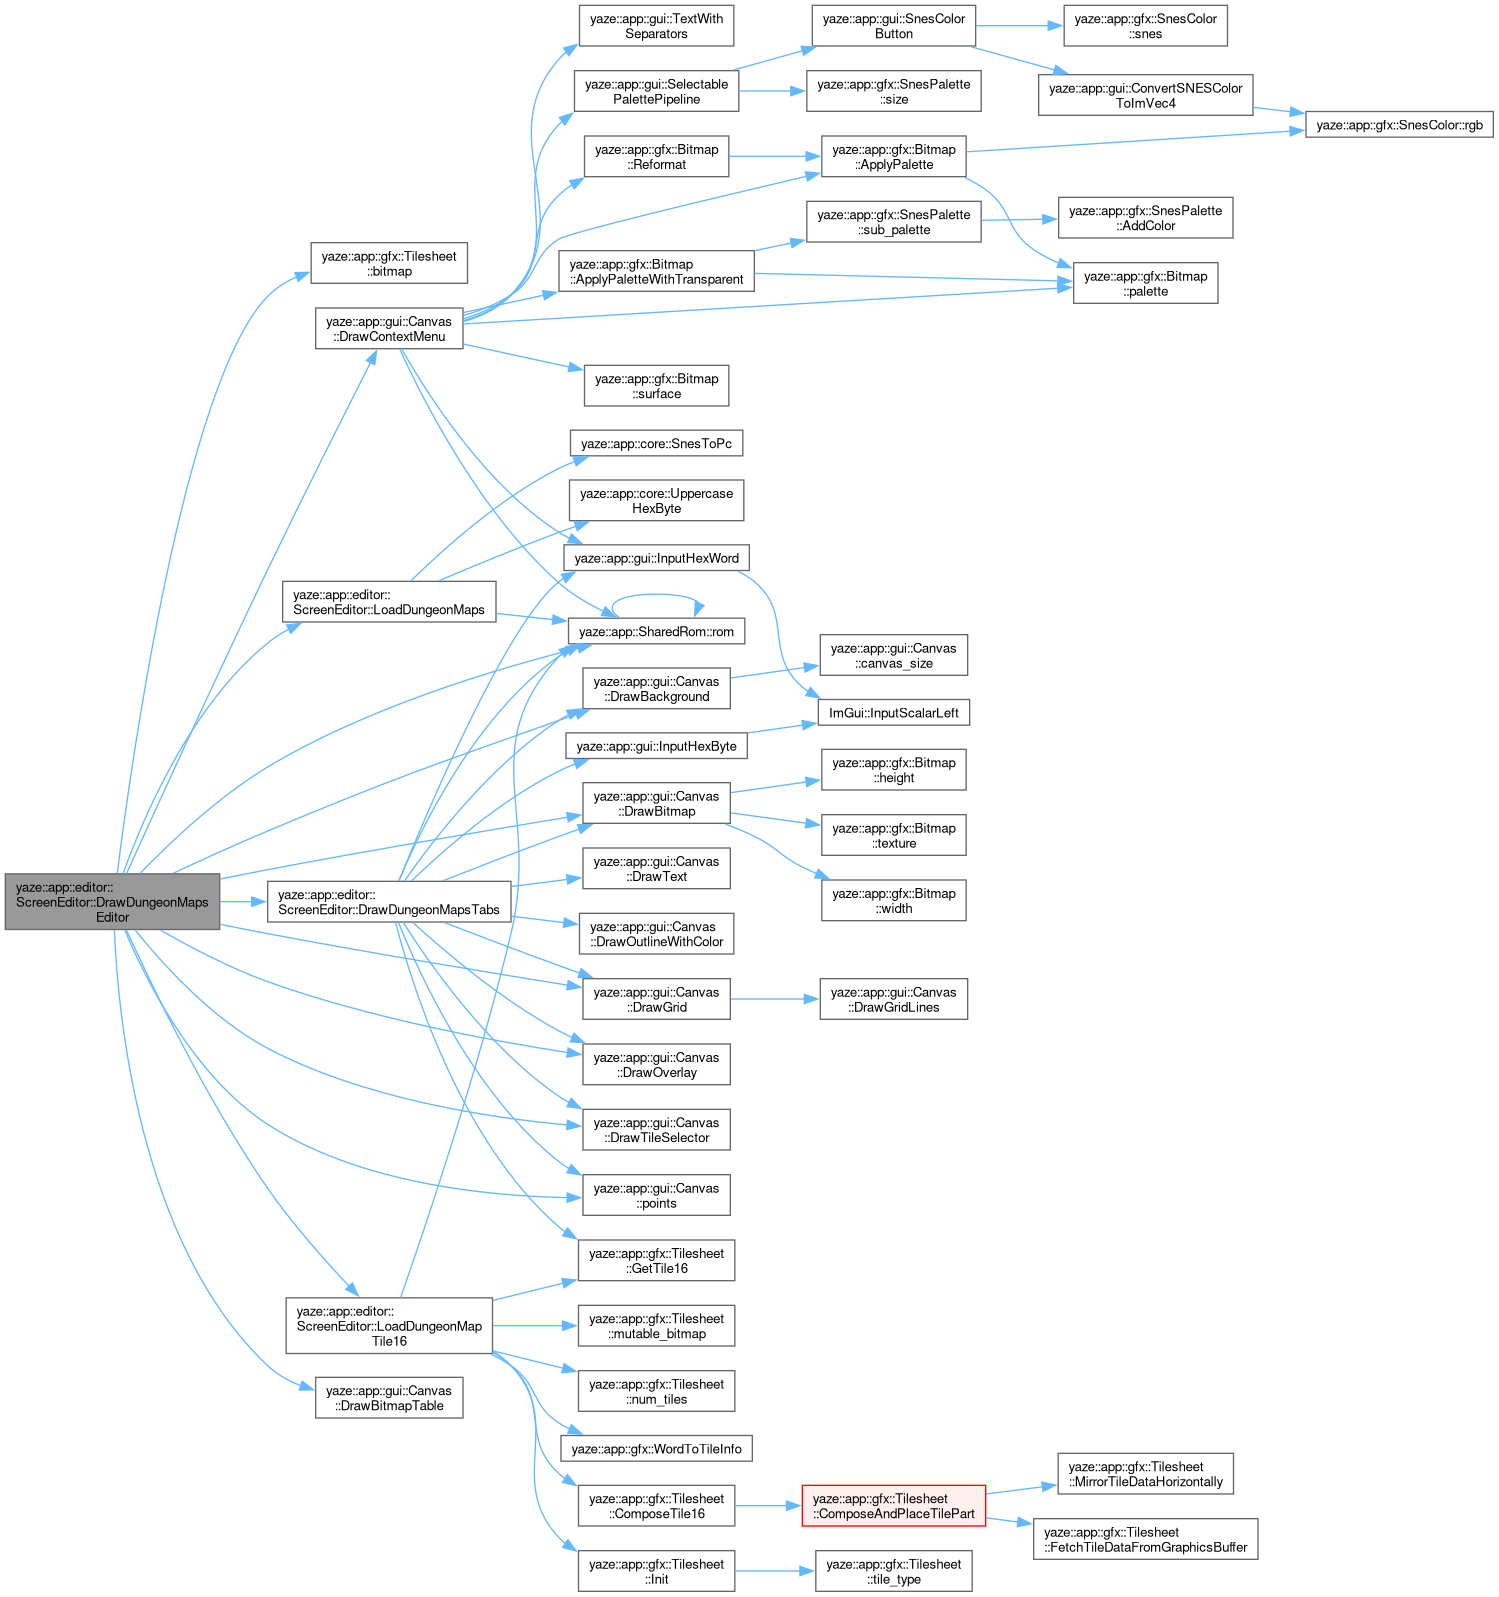 yaze::app::gui::TextWith
Separators
yaze::app::gui::SnesColor
Button
yaze::app::gfx::SnesColor
::snes
yaze::app::gui::Selectable
PalettePipeline
yaze::app::gfx::SnesPalette
::size
yaze::app::gui::ConvertSNESColor
ToImVec4
yaze::app::gfx::SnesColor::rgb
yaze::app::gfx::Bitmap
::Reformat
yaze::app::gfx::Bitmap
::ApplyPalette
yaze::app::gfx::SnesPalette
::sub_palette
yaze::app::gfx::SnesPalette
::AddColor
yaze::app::gfx::Tilesheet
::bitmap
yaze::app::gfx::Bitmap
::ApplyPaletteWithTransparent
yaze::app::gfx::Bitmap
::palette
yaze::app::gui::Canvas
::DrawContextMenu
yaze::app::gfx::Bitmap
::surface
yaze::app::core::SnesToPc
yaze::app::core::Uppercase
HexByte
yaze::app::gui::InputHexWord
yaze::app::editor::
ScreenEditor::LoadDungeonMaps
yaze::app::SharedRom::rom
yaze::app::gui::Canvas
::canvas_size
yaze::app::gui::Canvas
::DrawBackground
ImGui::InputScalarLeft
yaze::app::gui::InputHexByte
yaze::app::gfx::Bitmap
::height
yaze::app::gui::Canvas
::DrawBitmap
yaze::app::gfx::Bitmap
::texture
yaze::app::gui::Canvas
::DrawText
yaze::app::gfx::Bitmap
::width
yaze::app::editor::
ScreenEditor::DrawDungeonMaps
Editor
yaze::app::editor::
ScreenEditor::DrawDungeonMapsTabs
yaze::app::gui::Canvas
::DrawOutlineWithColor
yaze::app::gui::Canvas
::DrawGrid
yaze::app::gui::Canvas
::DrawGridLines
yaze::app::gui::Canvas
::DrawOverlay
yaze::app::gui::Canvas
::DrawTileSelector
yaze::app::gui::Canvas
::points
yaze::app::gfx::Tilesheet
::GetTile16
yaze::app::editor::
ScreenEditor::LoadDungeonMap
Tile16
yaze::app::gfx::Tilesheet
::mutable_bitmap
yaze::app::gfx::Tilesheet
::num_tiles
yaze::app::gui::Canvas
::DrawBitmapTable
yaze::app::gfx::WordToTileInfo
yaze::app::gfx::Tilesheet
::MirrorTileDataHorizontally
yaze::app::gfx::Tilesheet
::ComposeTile16
yaze::app::gfx::Tilesheet
::ComposeAndPlaceTilePart
yaze::app::gfx::Tilesheet
::FetchTileDataFromGraphicsBuffer
yaze::app::gfx::Tilesheet
::Init
yaze::app::gfx::Tilesheet
::tile_type